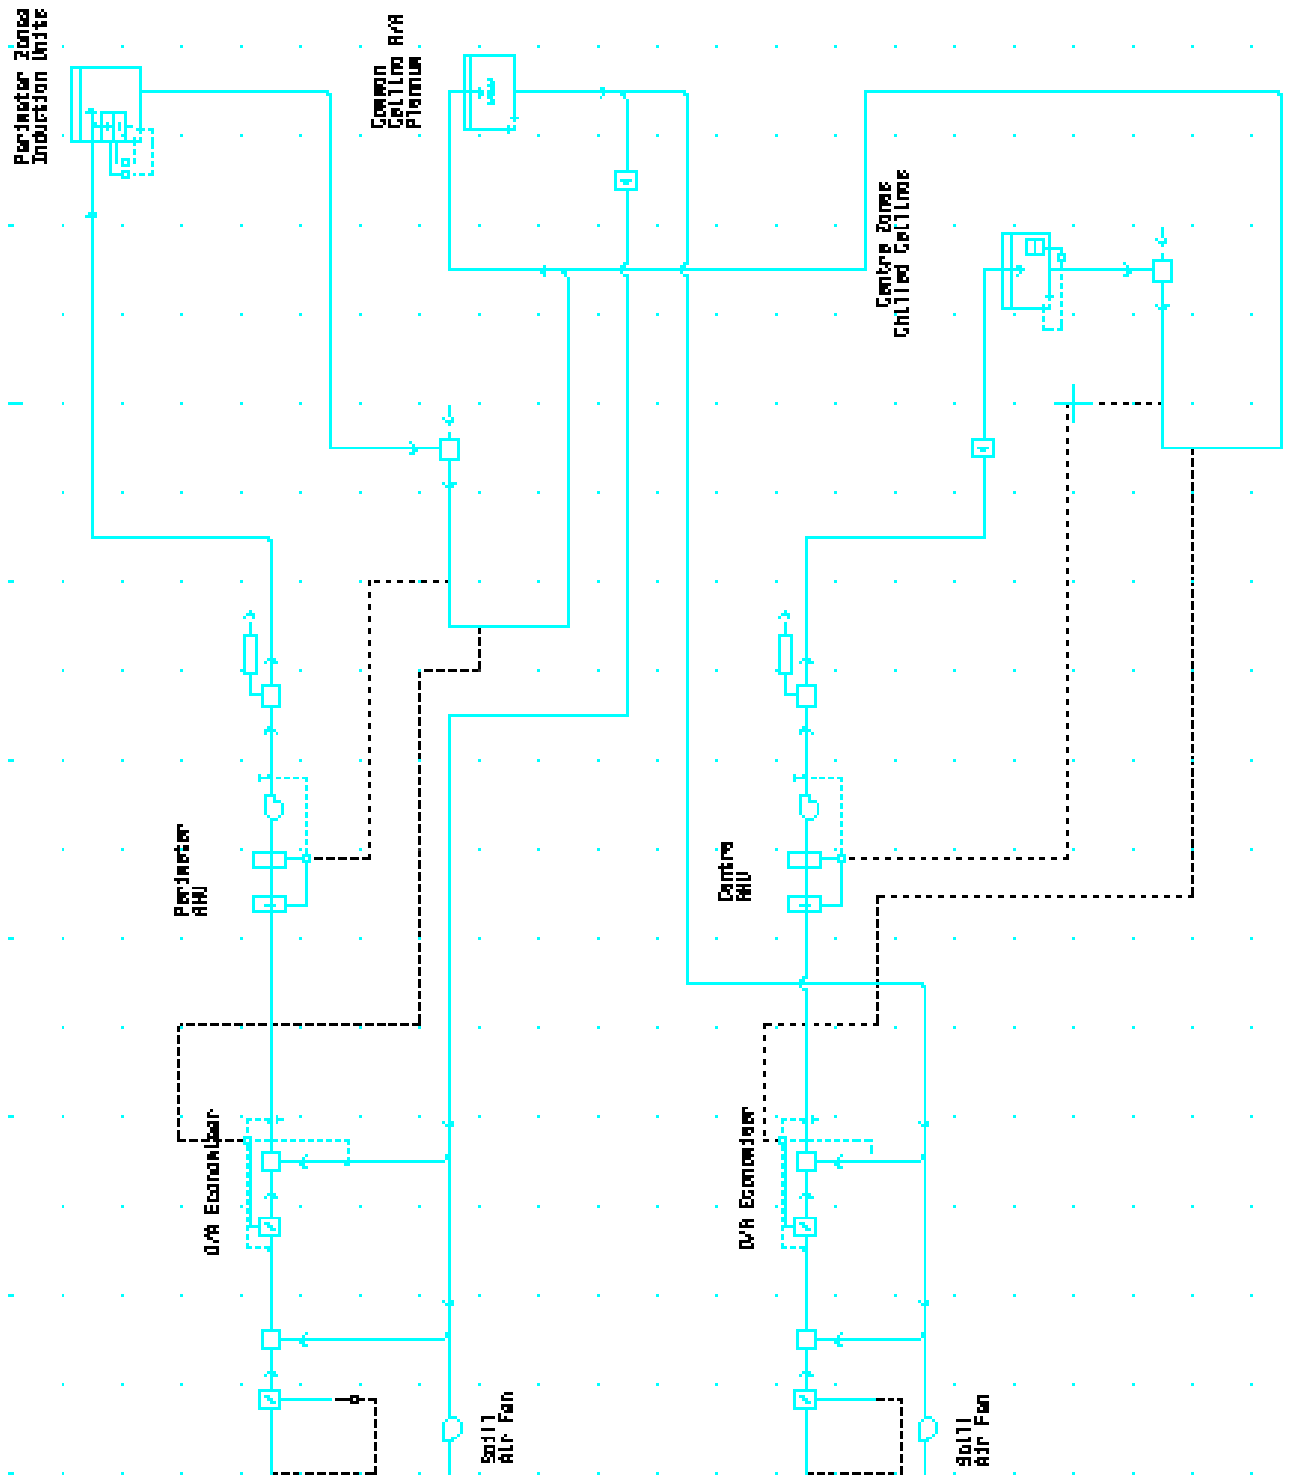 Perimeter Zones
Induction Units
Common
Ceiling R/A
Plenum
Centre Zones
Chilled Ceilings
Perimeter
AHU
Centre
AHU
O/A Economiser
O/A Economiser
Spill
Air Fan
Spill
Air Fan